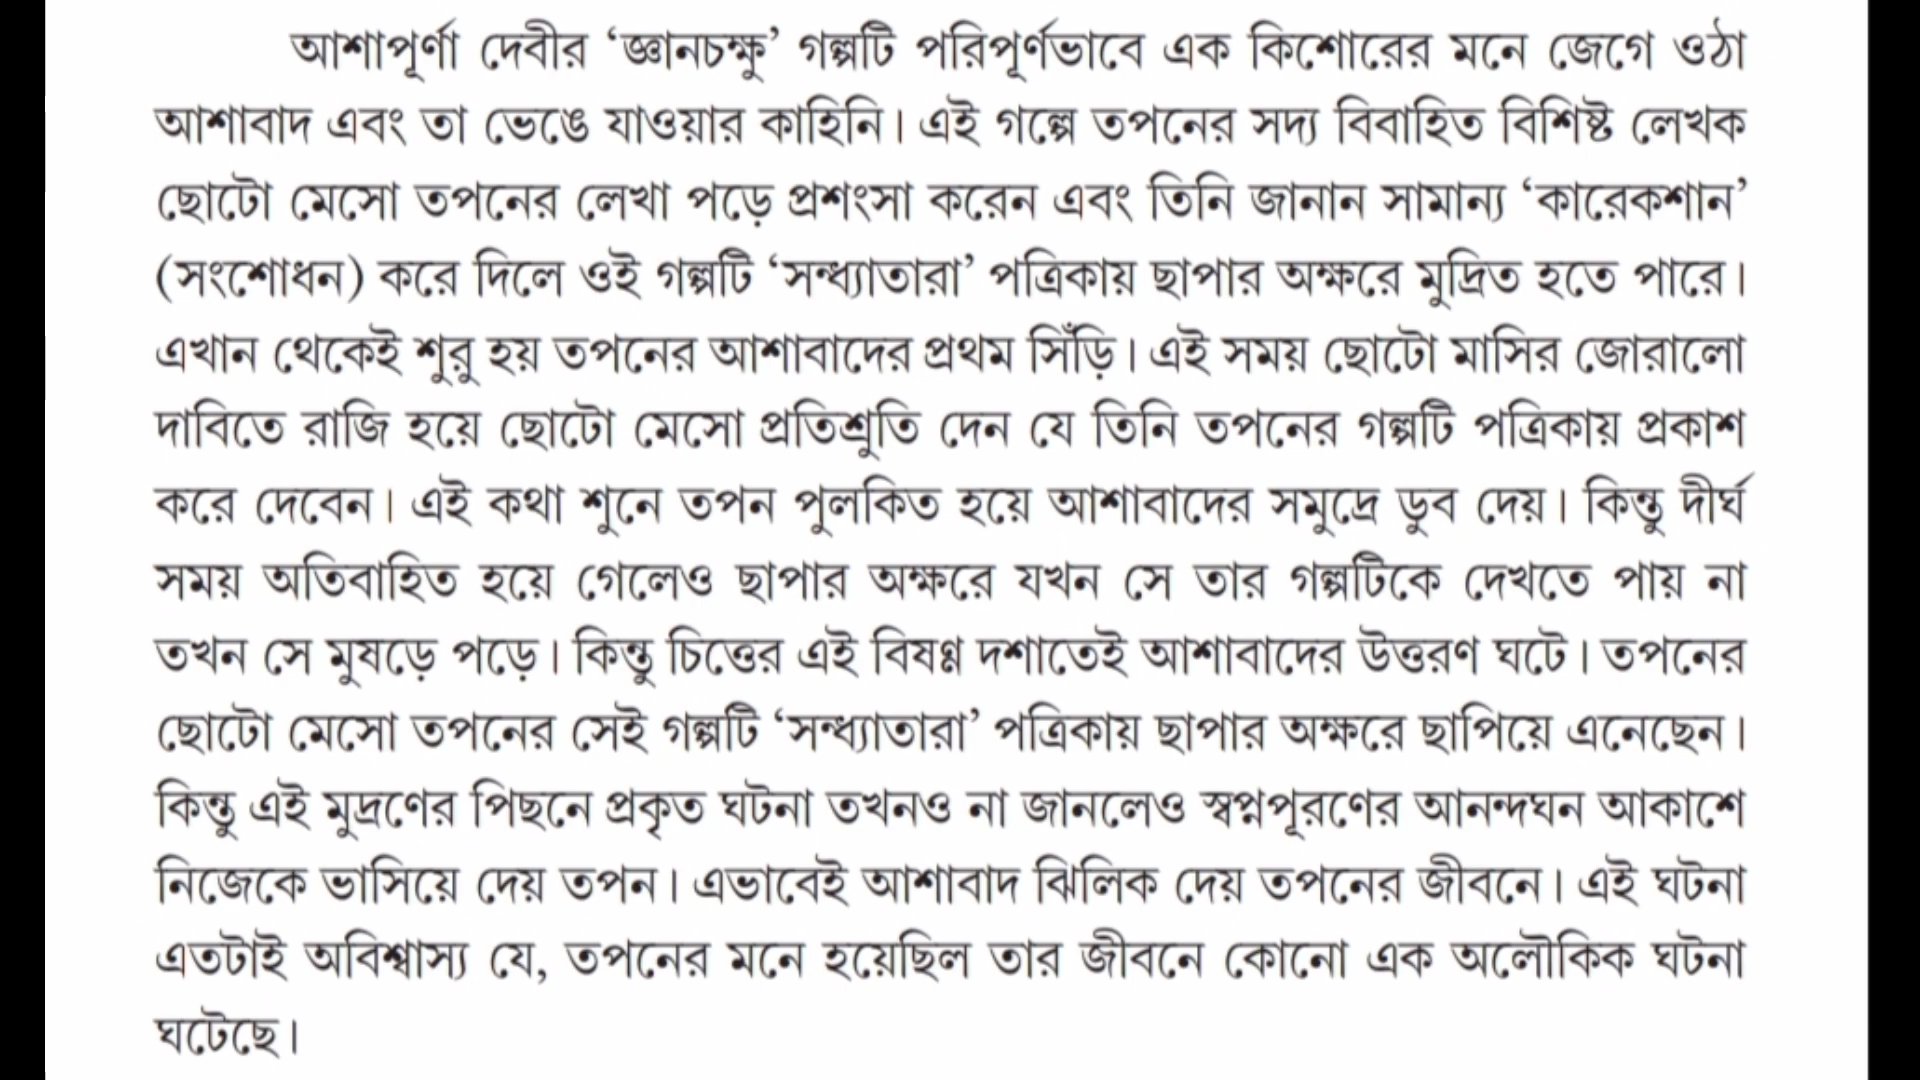 আশাপূর্ণা দেবীর ‘জ্ঞানচক্ষু’ গল্পটি পরিপূর্ণভাবে এক কিশোরের মনে জেগে ওঠা
আশাবাদ এবং তা ভেঙে যাওয়ার কাহিনি। এই গল্পে তপনের সদ্য বিবাহিত বিশিষ্ট লেখক
ছোটো মেসো তপনের লেখা পড়ে প্রশংসা করেন এবং তিনি জানান সামান্য ‘কারেকশান’
(সংশোধন) করে দিলে ওই গল্পটি ‘সন্ধ্যাতারা’ পত্রিকায় ছাপার অক্ষরে মুদ্রিত হতে পারে।
এখান থেকেই শুরু হয় তপনের আশাবাদের প্রথম সিঁড়ি। এই সময় ছোটো মাসির জোরালো
দাবিতে রাজি হয়ে ছোটো মেসো প্রতিশ্রুতি দেন যে তিনি তপনের গল্পটি পত্রিকায় প্রকাশ
করে দেবেন। এই কথা শুনে তপন পুলকিত হয়ে আশাবাদের সমুদ্রে ডুব দেয়। কিন্তু দীর্ঘ
সময় অতিবাহিত হয়ে গেলেও ছাপার অক্ষরে যখন সে তার গল্পটিকে দেখতে পায় না
তখন সে মুষড়ে পড়ে। কিন্তু চিত্তের এই বিষণ্ণ দশাতেই আশাবাদের উত্তরণ ঘটে। তপনের
ছোটো মেসো তপনের সেই গল্পটি ‘সন্ধ্যাতারা’ পত্রিকায় ছাপার অক্ষরে ছাপিয়ে এনেছেন।
কিন্তু এই মুদ্রণের পিছনে প্রকৃত ঘটনা তখনও না জানলেও স্বপ্নপূরণের আনন্দঘন আকাশে
নিজেকে ভাসিয়ে দেয় তপন। এভাবেই আশাবাদ ঝিলিক দেয় তপনের জীবনে। এই ঘটনা
এতটাই অবিশ্বাস্য যে, তপনের মনে হয়েছিল তার জীবনে কোনো এক অলৌকিক ঘটনা
ঘটেছে।